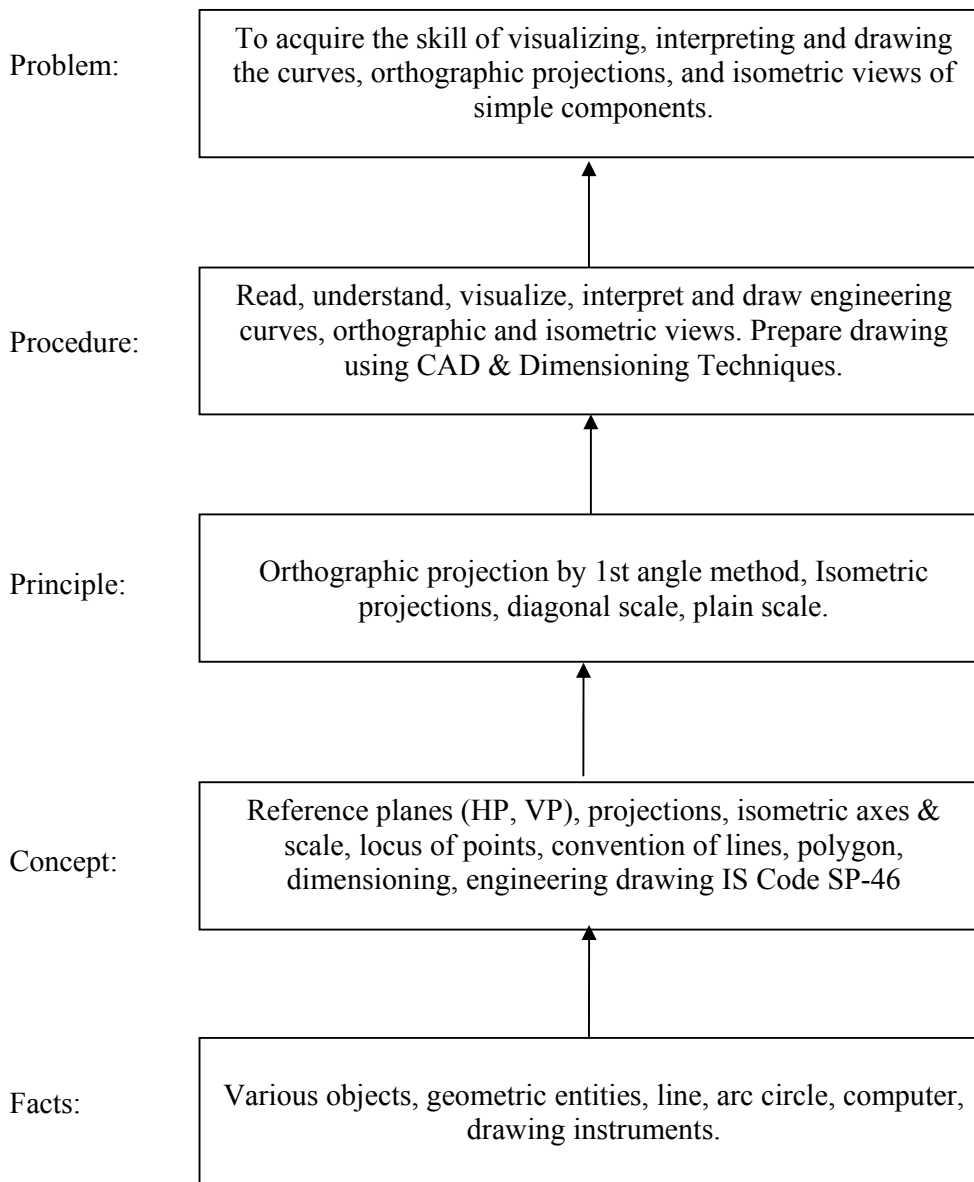 Problem:
To acquire the skill of visualizing, interpreting and drawing
the curves, orthographic projections, and isometric views of
simple components.
Procedure:
Read, understand, visualize, interpret and draw engineering
curves, orthographic and isometric views. Prepare drawing
using CAD & Dimensioning Techniques.
Principle:
Orthographic projection by 1st angle method, Isometric
projections, diagonal scale, plain scale.
Concept:
Reference planes (HP, VP), projections, isometric axes &
scale, locus of points, convention of lines, polygon,
dimensioning, engineering drawing IS Code SP-46
Facts:
Various objects, geometric entities, line, arc circle, computer,
drawing instruments.